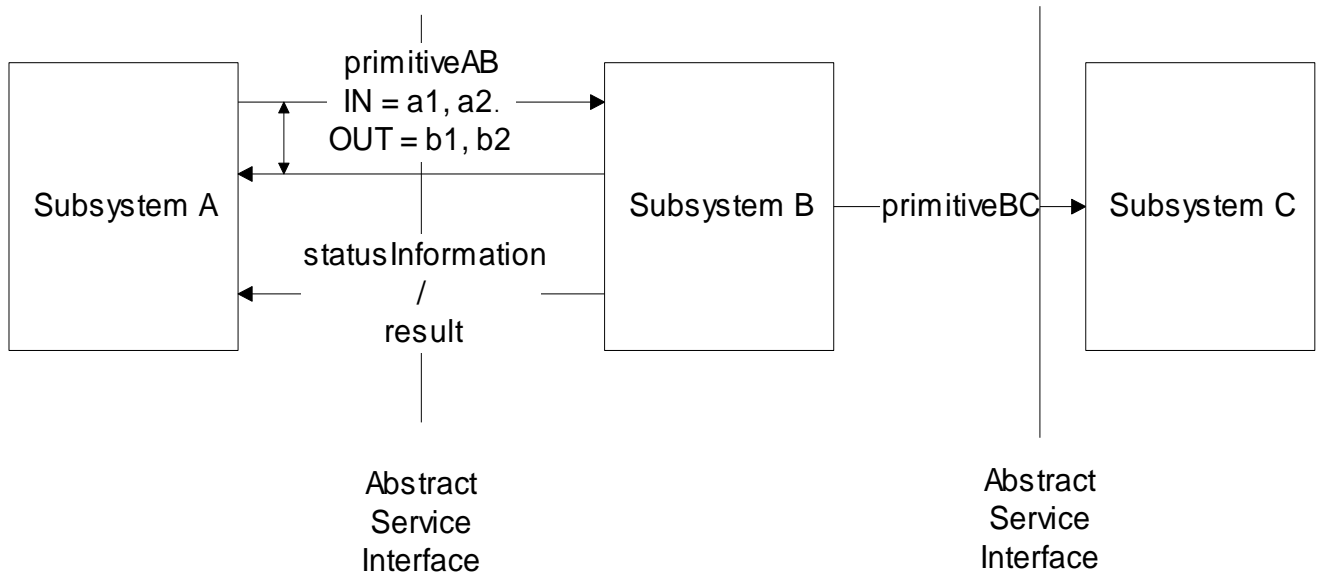 primitiveAB
IN = a1, a2.
OUT = b1, b2
Subsystem A
Subsystem B
primitiveBC
Subsystem C
statusInformation
/
result
Abstract
Service
Interface
Abstract
Service
Interface